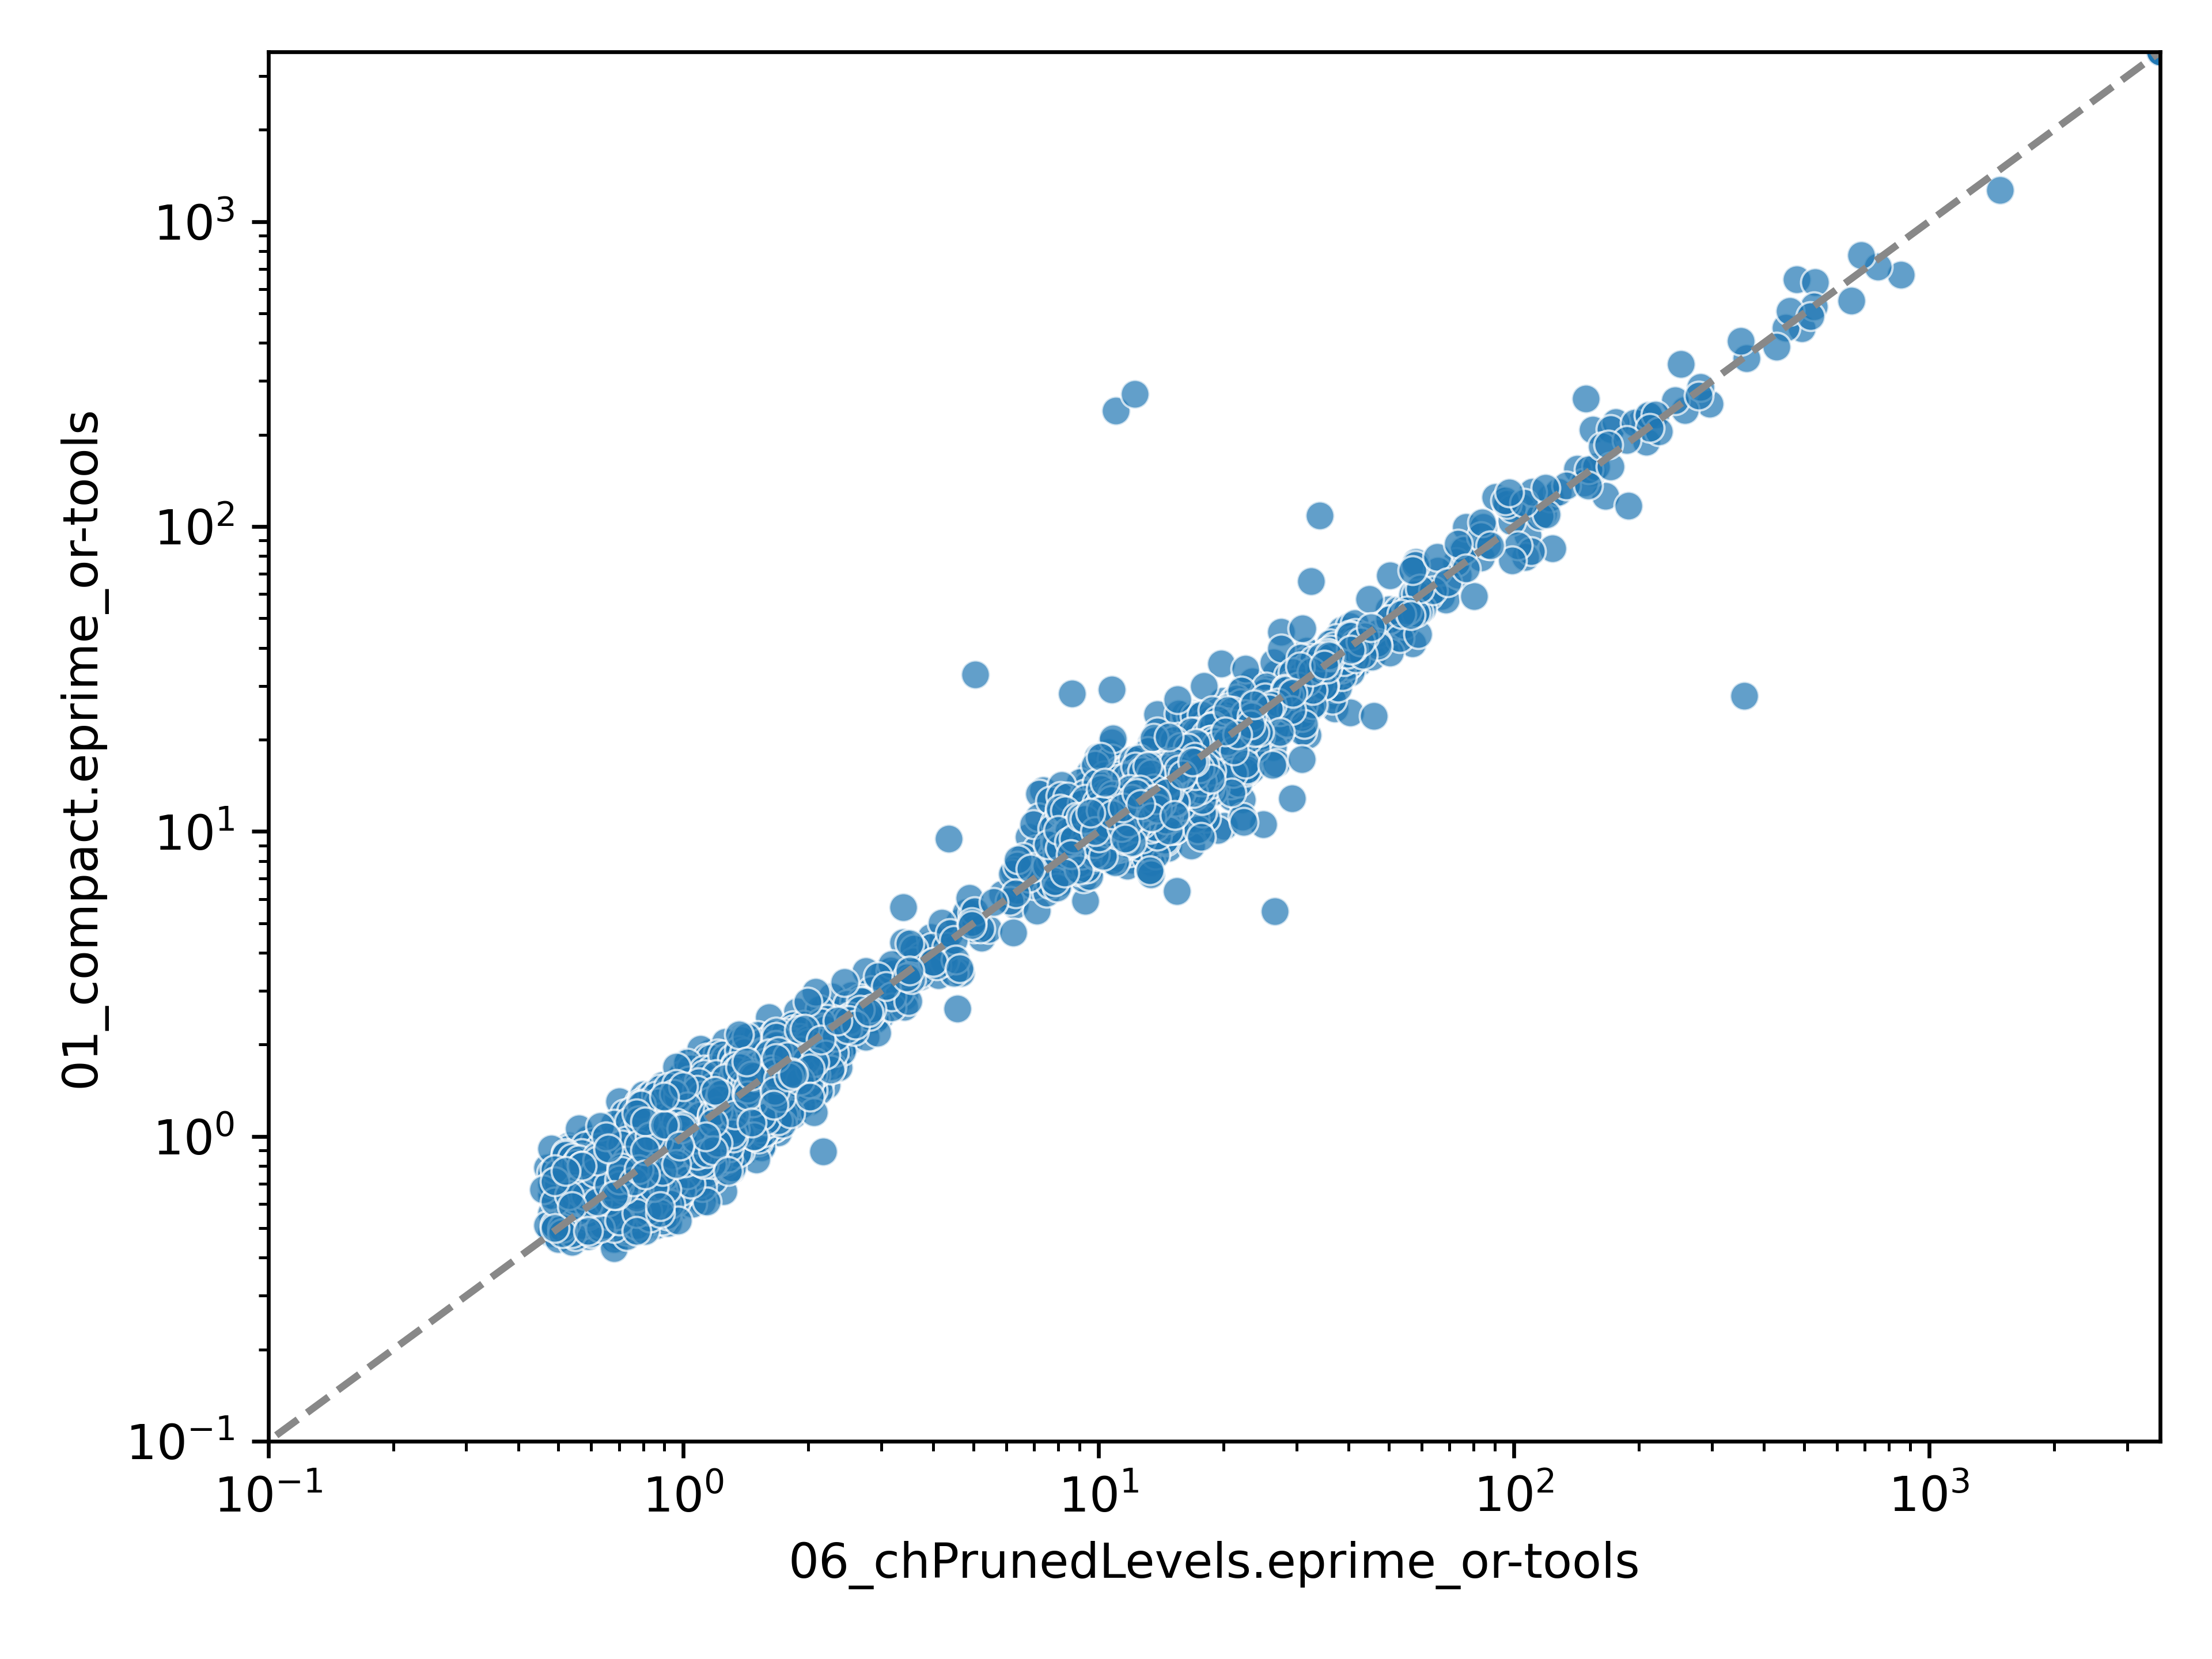 10³
10²
10¹
10⁰
10⁻¹
01_compact.eprime_or-tools
10⁻¹ 10⁰ 10¹ 10² 10³
06_chPrunedLevels.eprime_or-tools